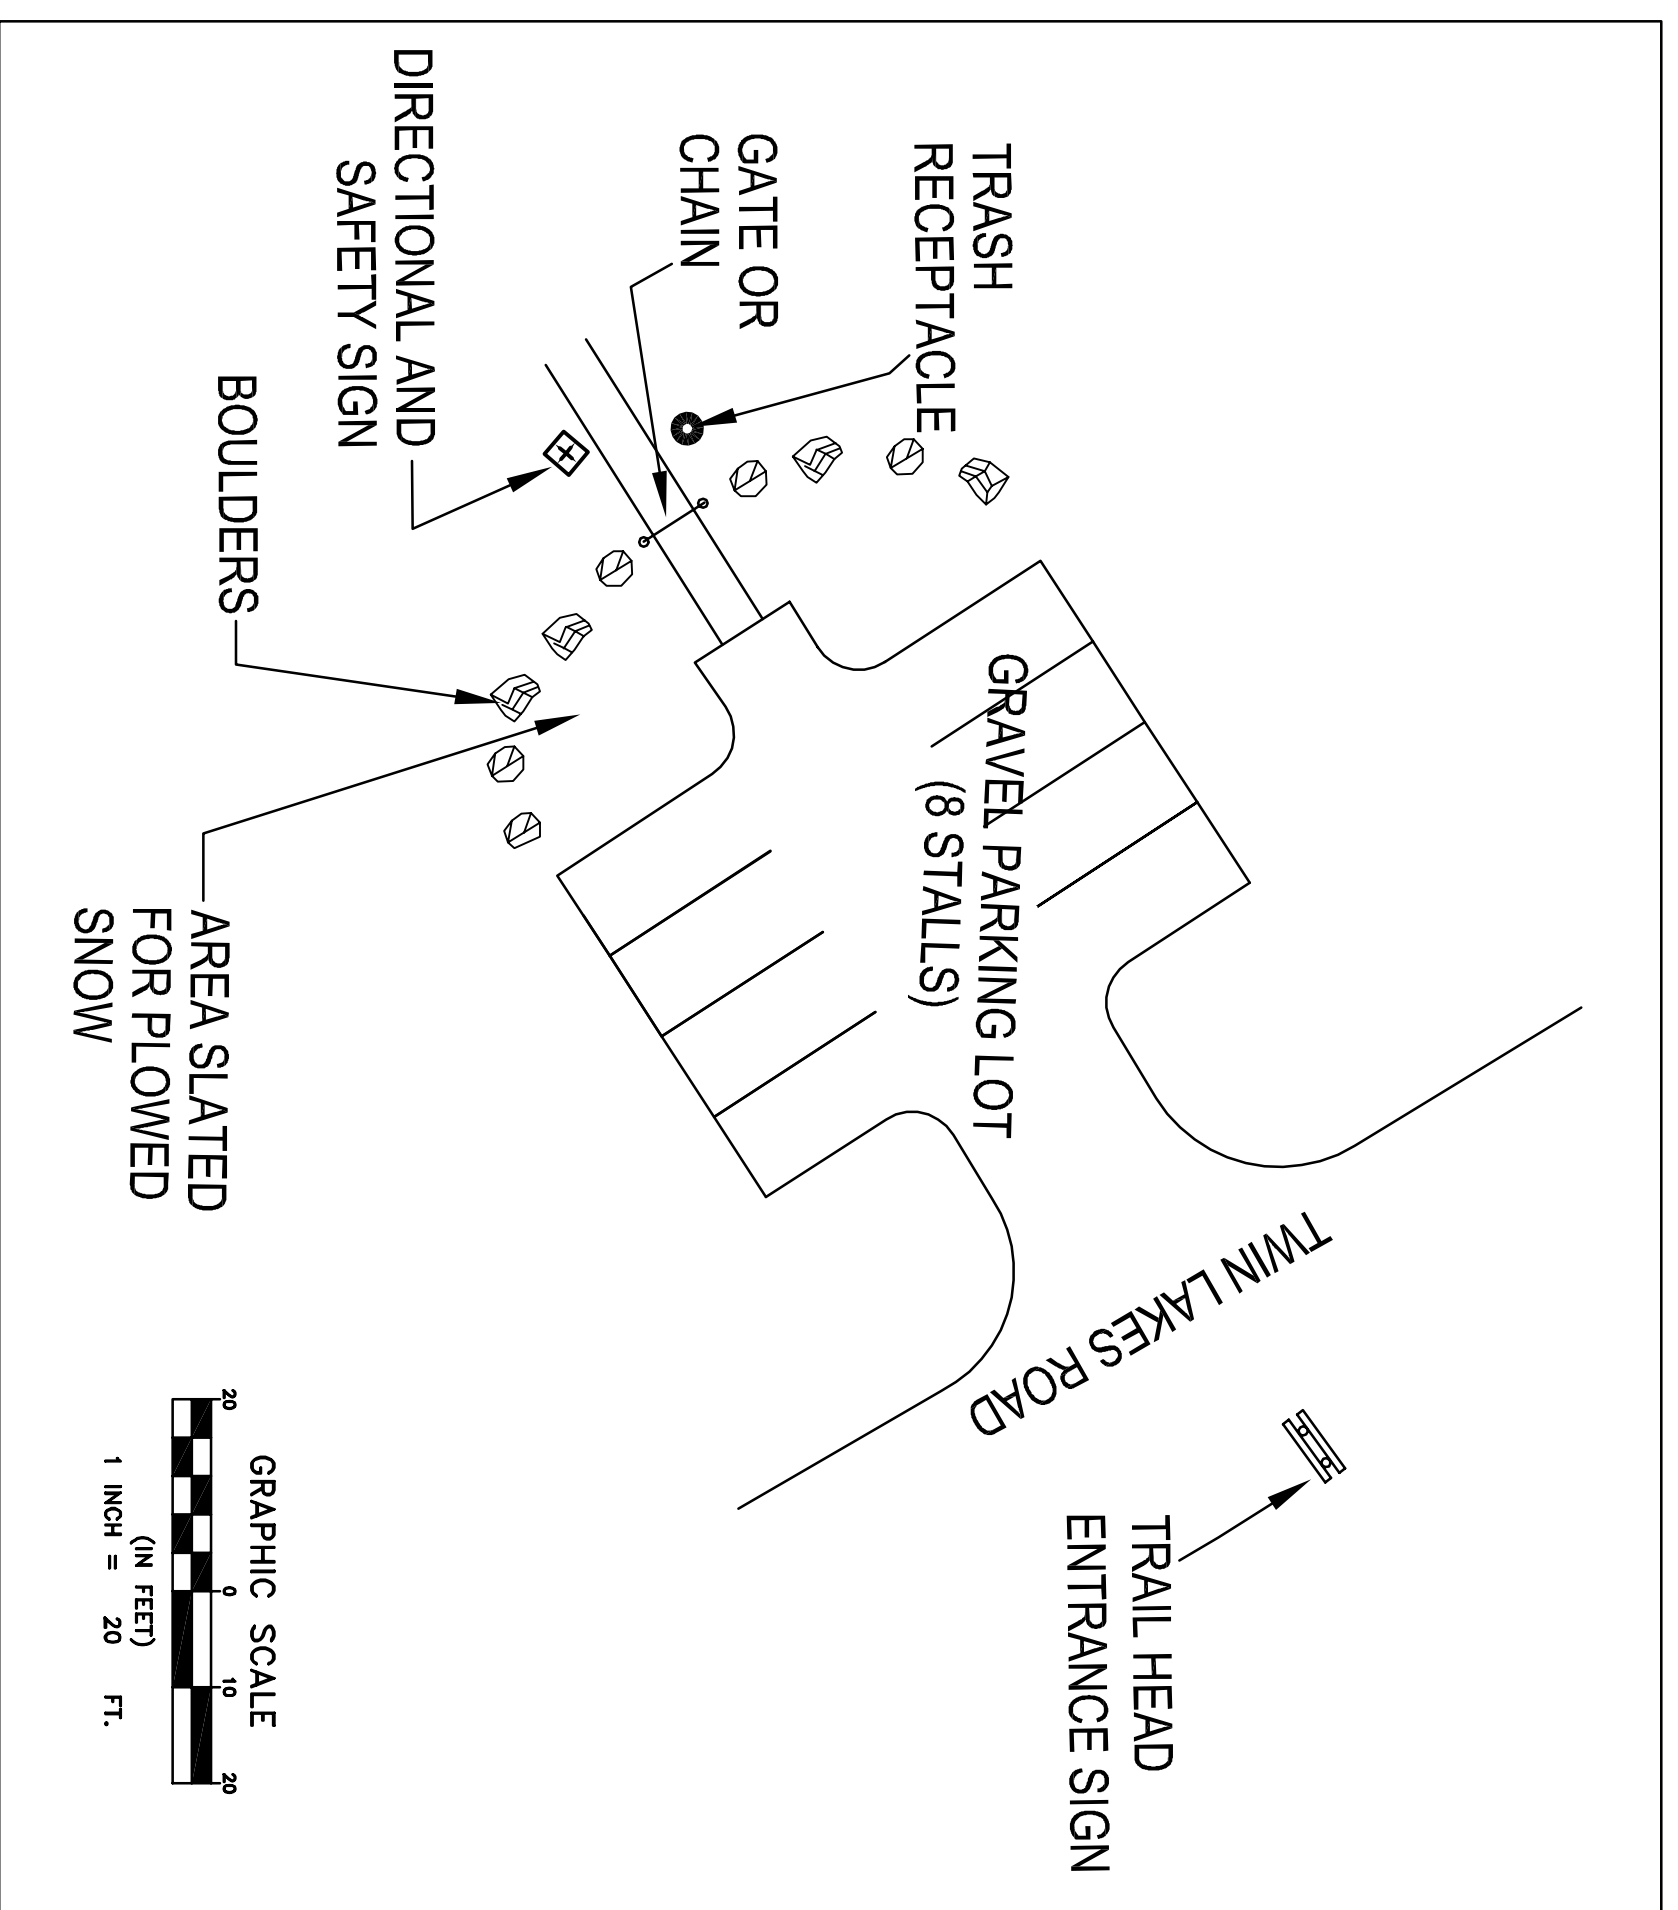 TRASH
RECEPTACLE
GATE OR
CHAIN
DIRECTIONAL AND
SAFETY SIGN
BOULDERS
AREA SLATED
FOR PLOWED
SNOW
GRAVEL PARKING LOT
(8 STALLS)
TWIN LAKES ROAD
TRAIL HEAD
ENTRANCE SIGN
GRAPHIC SCALE
20 0 10 20
(IN FEET)
1 INCH = 20 FT.